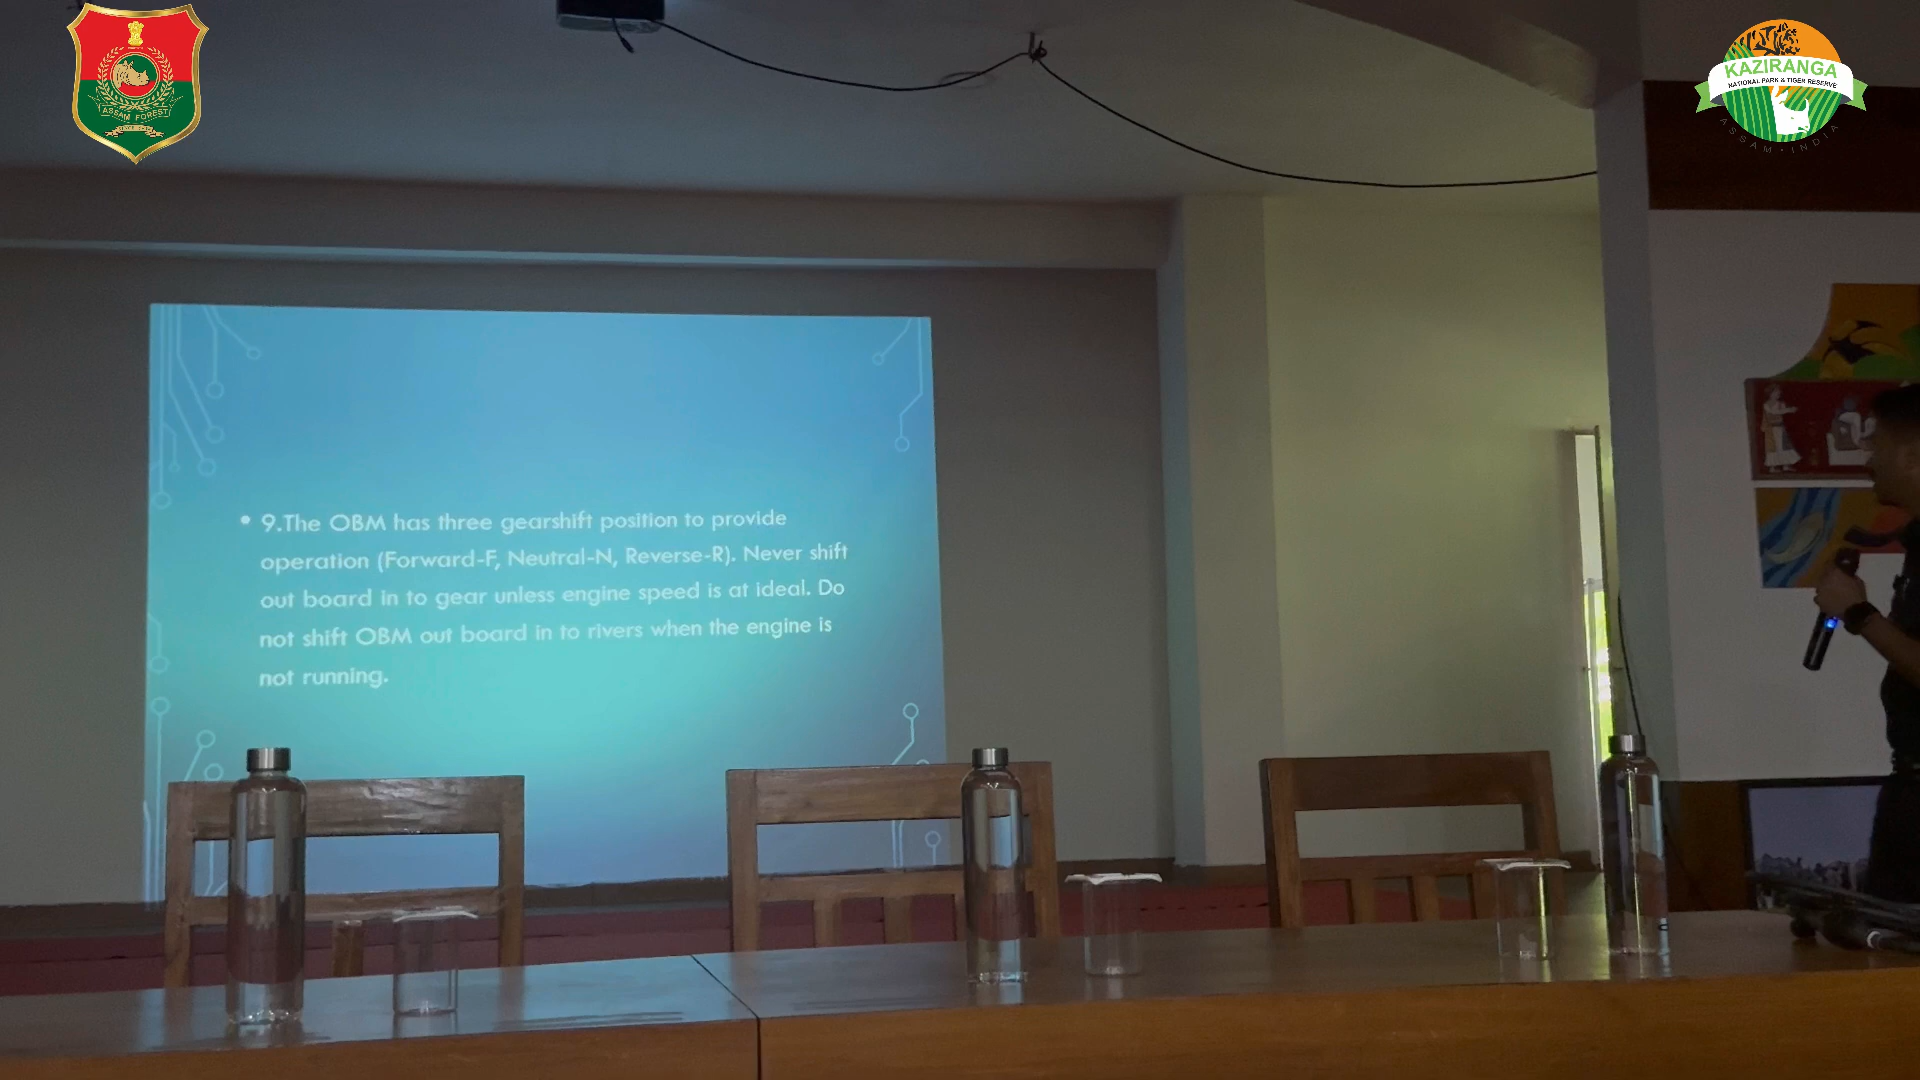 ASSAM FOREST
KAZIRANGA
NATIONAL PARK & TIGER RESERVE
ASSAM • INDIA
• 9.The OBM has three gearshift position to provide
operation (Forward-F, Neutral-N, Reverse-R). Never shift
out board in to gear unless engine speed is at ideal. Do
not shift OBM out board in to rivers when the engine is
not running.